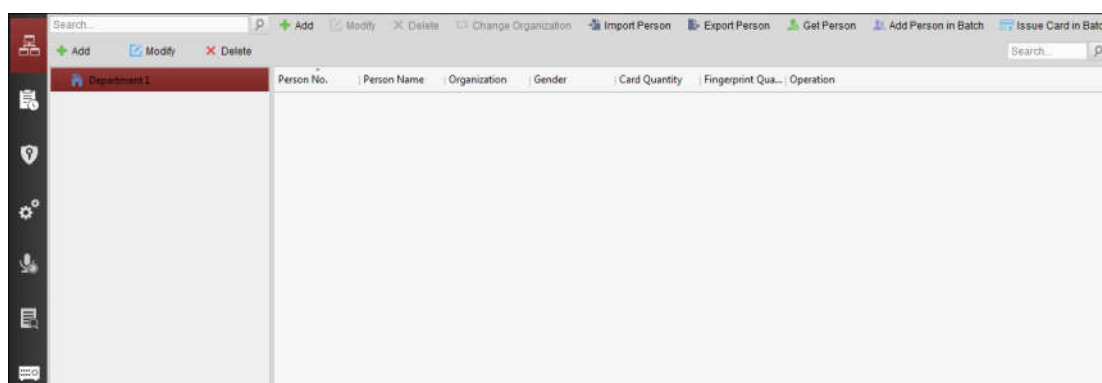 Search... Add Modify Delete Change Organization Import Person Export Person Get Person Add Person in Batch Issue Card in Batc
Add Modify Delete Search...
Department 1
Person No. Person Name Organization Gender Card Quantity Fingerprint Qua... Operation